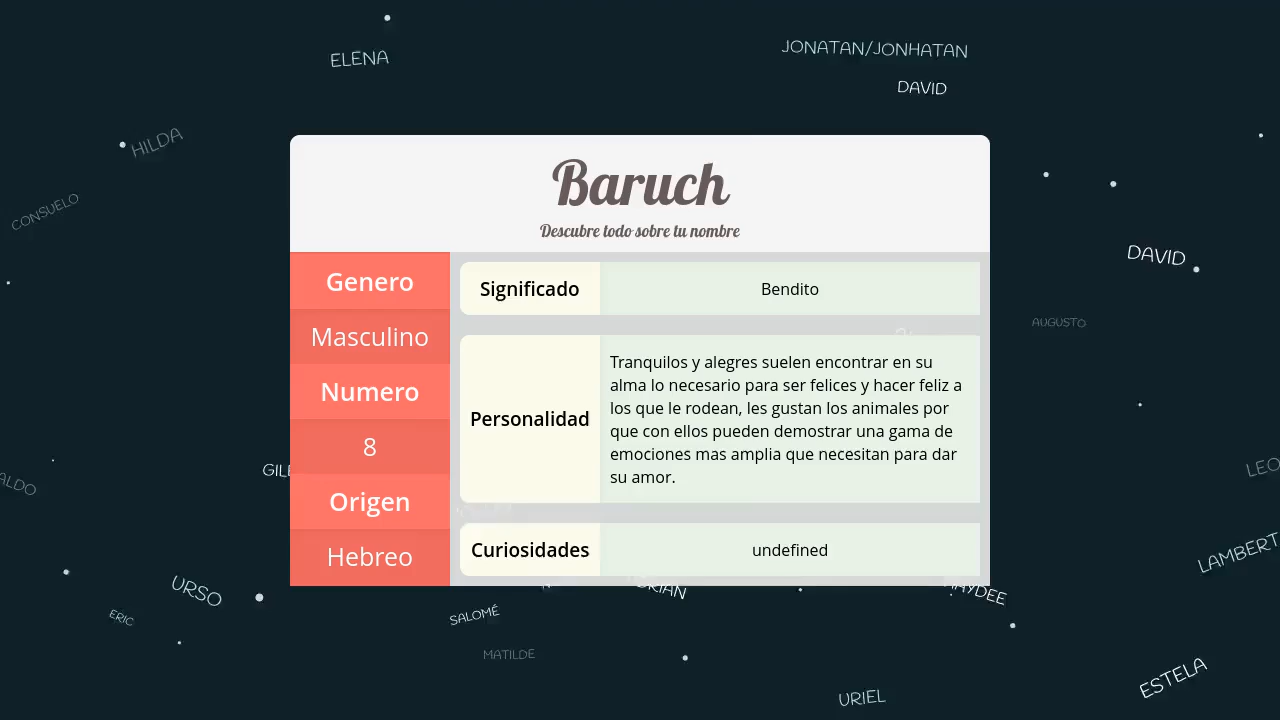 ELENA
JONATAN/JONHATAN
DAVID
HILDA
CONSUELO
Baruch
Descubre todo sobre tu nombre
DAVID
AUGUSTO
Genero
Masculino
Numero
8
Origen
Hebreo
Significado
Bendito
Personalidad
Tranquilos y alegres suelen encontrar en su
alma lo necesario para ser felices y hacer feliz a
los que le rodean, les gustan los animales por
que con ellos pueden demostrar una gama de
emociones mas amplia que necesitan para dar
su amor.
Curiosidades
undefined
LAMBERT
URSO
ERIC
SALOMÉ
MATILDE
URIEL
ESTELA